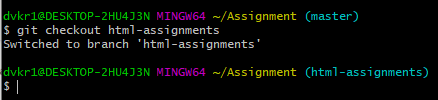 dvkr1@DESKTOP-2HU4J3N MINGW64 ~/Assignment (master)
$ git checkout html-assignments
Switched to branch 'html-assignments'
dvkr1@DESKTOP-2HU4J3N MINGW64 ~/Assignment (html-assignments)
$